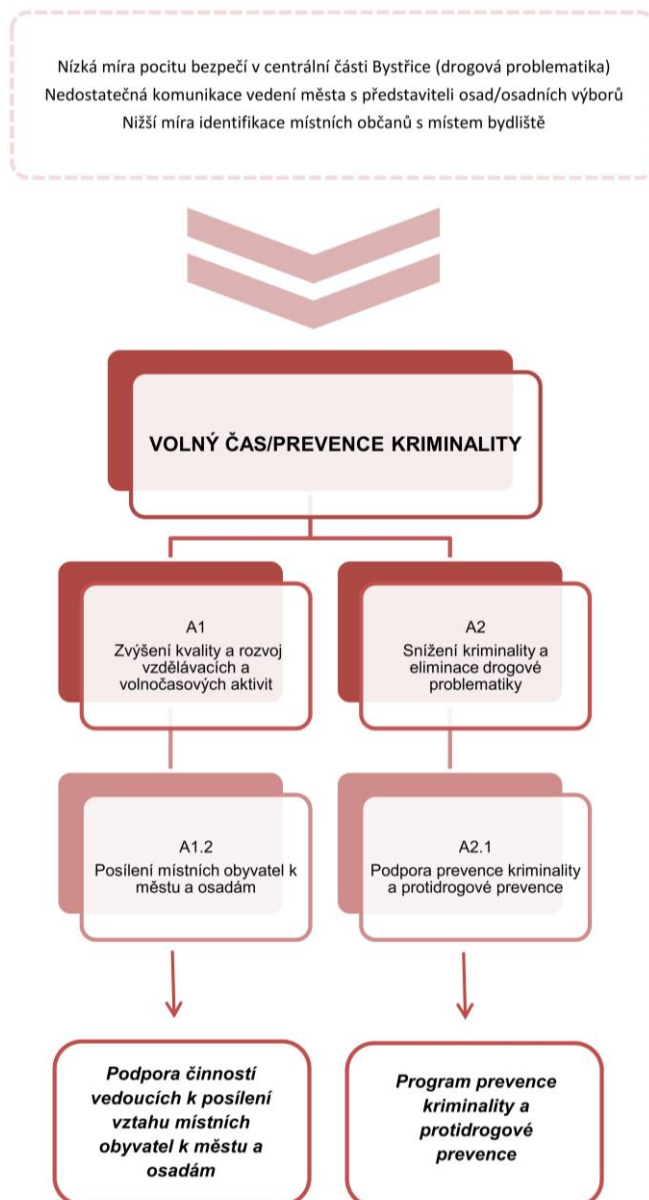 Nízká míra pocitu bezpečí v centrální části Bystřice (drogová problematika)
Nedostatečná komunikace vedení města s představiteli osad/osadních výborů
Nižší míra identifikace místních občanů s místem bydliště
VOLNÝ ČAS/PREVENCE KRIMINALITY
A1
Zvýšení kvality a rozvoj
vzdělávacích a
volnočasových aktivit
A2
Snížení kriminality a
eliminace drogové
problematiky
A1.2
Posílení místních obyvatel k
městu a osadám
A2.1
Podpora prevence kriminality
a protidrogové prevence
Podpora činností
vedoucích k posílení
vztahu místních
obyvatel k městu a
osadám
Program prevence
kriminality a
protidrogové
prevence